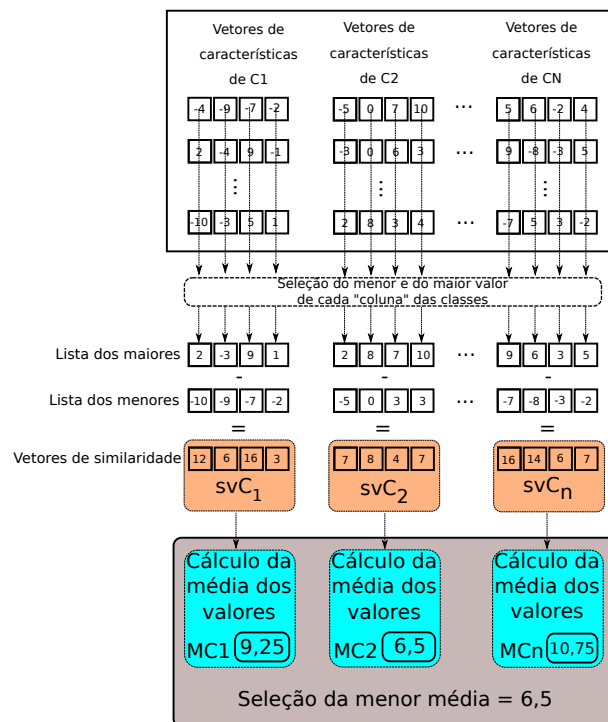 Vetores de
características
de C1
Vetores de
características
de C2
Vetores de
características
de CN
-4 -9 -7 -2 -5 0 7 10 ... 5 6 -2 4
2 -4 9 -1 -3 0 6 3 ... 9 -8 -3 5
... ... ...
-10 -3 5 1 2 8 3 4 ... -7 5 3 -2
Seleção do menor e do maior valor
de cada "coluna" das classes
Lista dos maiores 2 -3 9 1 2 8 7 10 ... 9 6 3 5
- - -
Lista dos menores -10 -9 -7 -2 -5 0 3 3 ... -7 -8 -3 -2
= = =
Vetores de similaridade 12 6 16 3 7 8 4 7 16 14 6 7
svC1 svC2 svCn
Cálculo da
média dos
valores
MC1 9,25
Cálculo da
média dos
valores
MC2 6,5
Cálculo da
média dos
valores
MCn 10,75
Seleção da menor média = 6,5